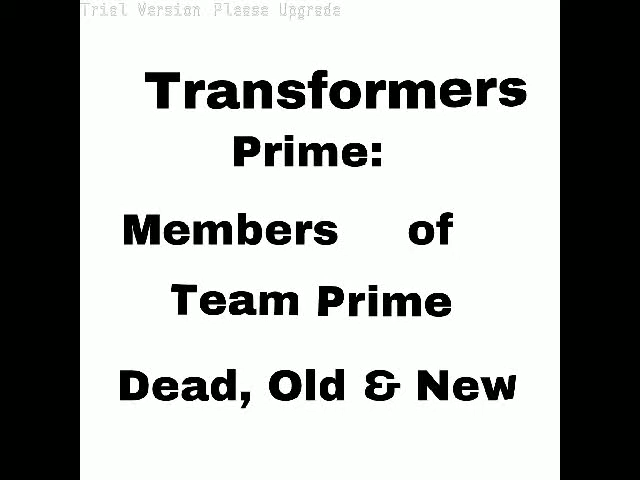 Trial Version Please Upgrade
Transformers
Prime:
Members of
Team Prime
Dead, Old & New